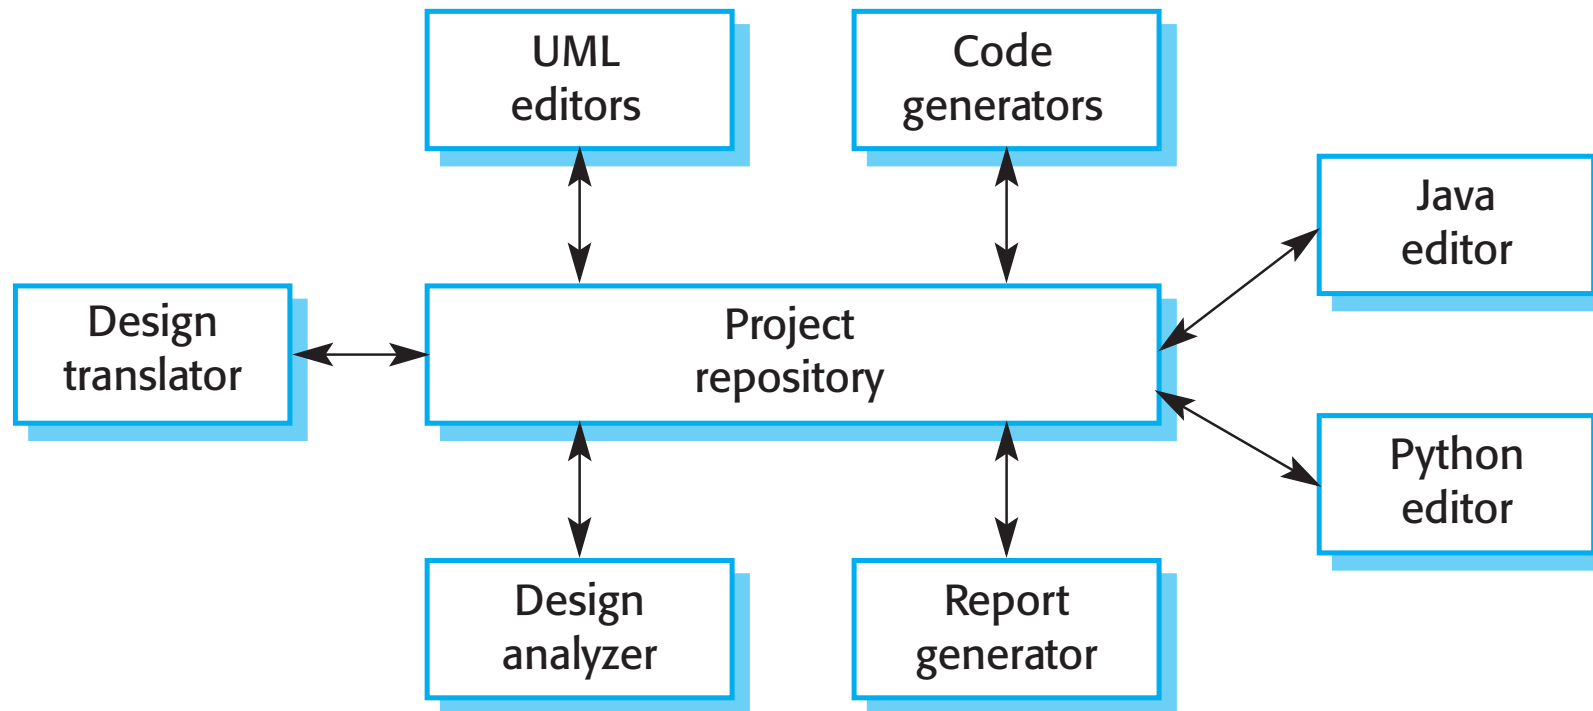 UML
editors
Code
generators
Java
editor
Design
translator
Project
repository
Python
editor
Design
analyzer
Report
generator